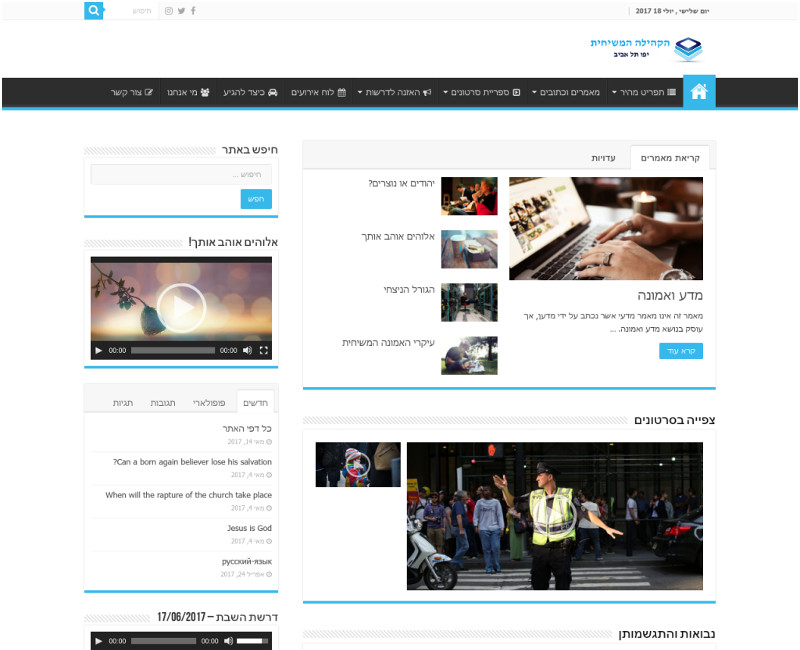 יום שלישי , יולי 18 2017
חיפוש
הקהילה המשיחית
יפו תל אביב
תפריט מהיר
מאמרים וכתובים
ספריית סרטונים
האזנה לדרשות
לוח אירועים
כיצד להגיע
מי אנחנו
צור קשר
קריאת מאמרים
עדויות
מדע ואמונה
מאמר זה אינו מאמר מדעי אשר נכתב על ידי מדען, אך
עוסק בנושא מדע ואמונה. ...
קרא עוד
יהודים או נוצרים?
אלוהים אוהב אותך
הגורל הניצחי
עיקרי האמונה המשיחית
צפייה בסרטונים
נבואות והתגשמותן
חיפש באתר
חיפוש ...
חפש
אלוהים אוהב אותך!
00:00
00:00
חדשים
פופולארי
תגובות
תגיות
כל דפי האתר
מאי 14, 2017
Can a born again believer lose his salvation?
מאי 4, 2017
When will the rapture of the church take place
מאי 4, 2017
Jesus is God
מאי 4, 2017
русский-язык
אפריל 24, 2017
דרשת השבת – 17/06/2017
00:00
00:00